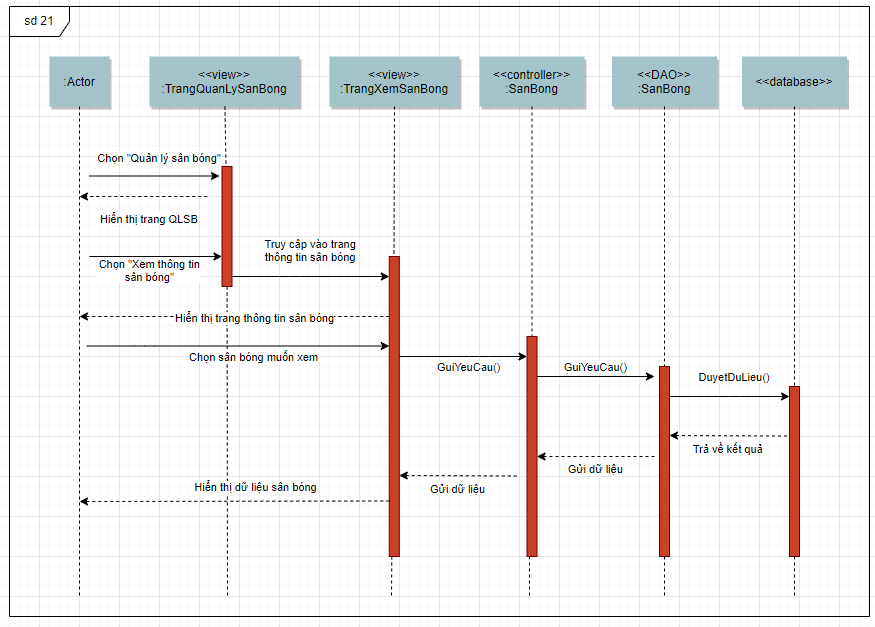 sd 21
:Actor
<<view>>
:TrangQuanLySanBong
<<view>>
:TrangXemSanBong
<<controller>>
:SanBong
<<DAO>>
:SanBong
<<database>>
Chọn "Quản lý sân bóng"
Hiển thị trang QLSB
Chọn "Xem thông tin
sân bóng"
Truy cập vào trang
thông tin sân bóng
Hiển thị trang thông tin sân bóng
Chọn sân bóng muốn xem
GuiYeuCau()
GuiYeuCau()
DuyetDuLieu()
Trả về kết quả
Gửi dữ liệu
Gửi dữ liệu
Hiển thị dữ liệu sân bóng